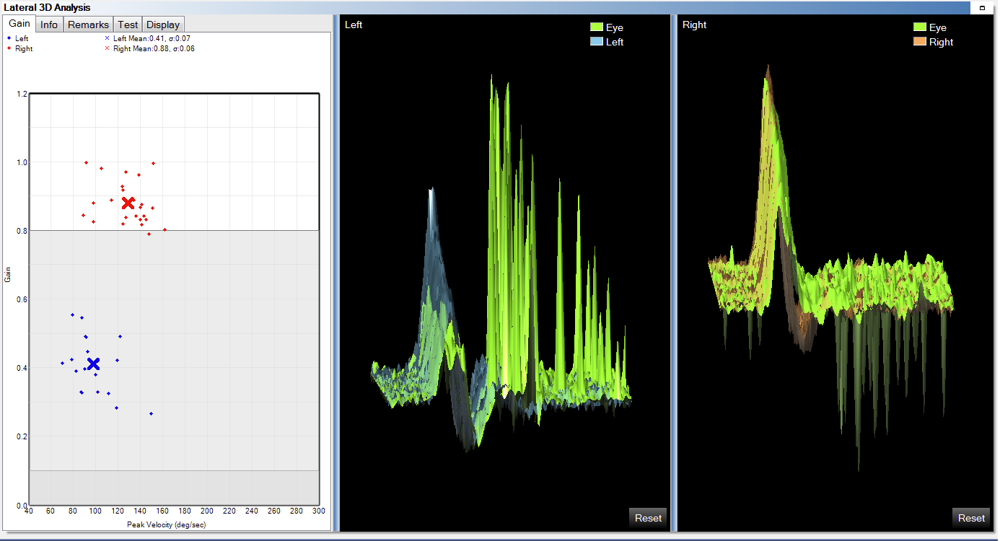 Lateral 3D Analysis
Gain Info Remarks Test Display
Left Left Mean:0.41, σ:0.07
Right Right Mean:0.88, σ:0.06
1.2
1.0
0.8
0.6
0.4
0.2
0.0
Gain
40 60 80 100 120 140 160 180 200 220 240 260 280 300
Peak Velocity (deg/sec)
Left
Eye
Left
Reset
Right
Eye
Right
Reset